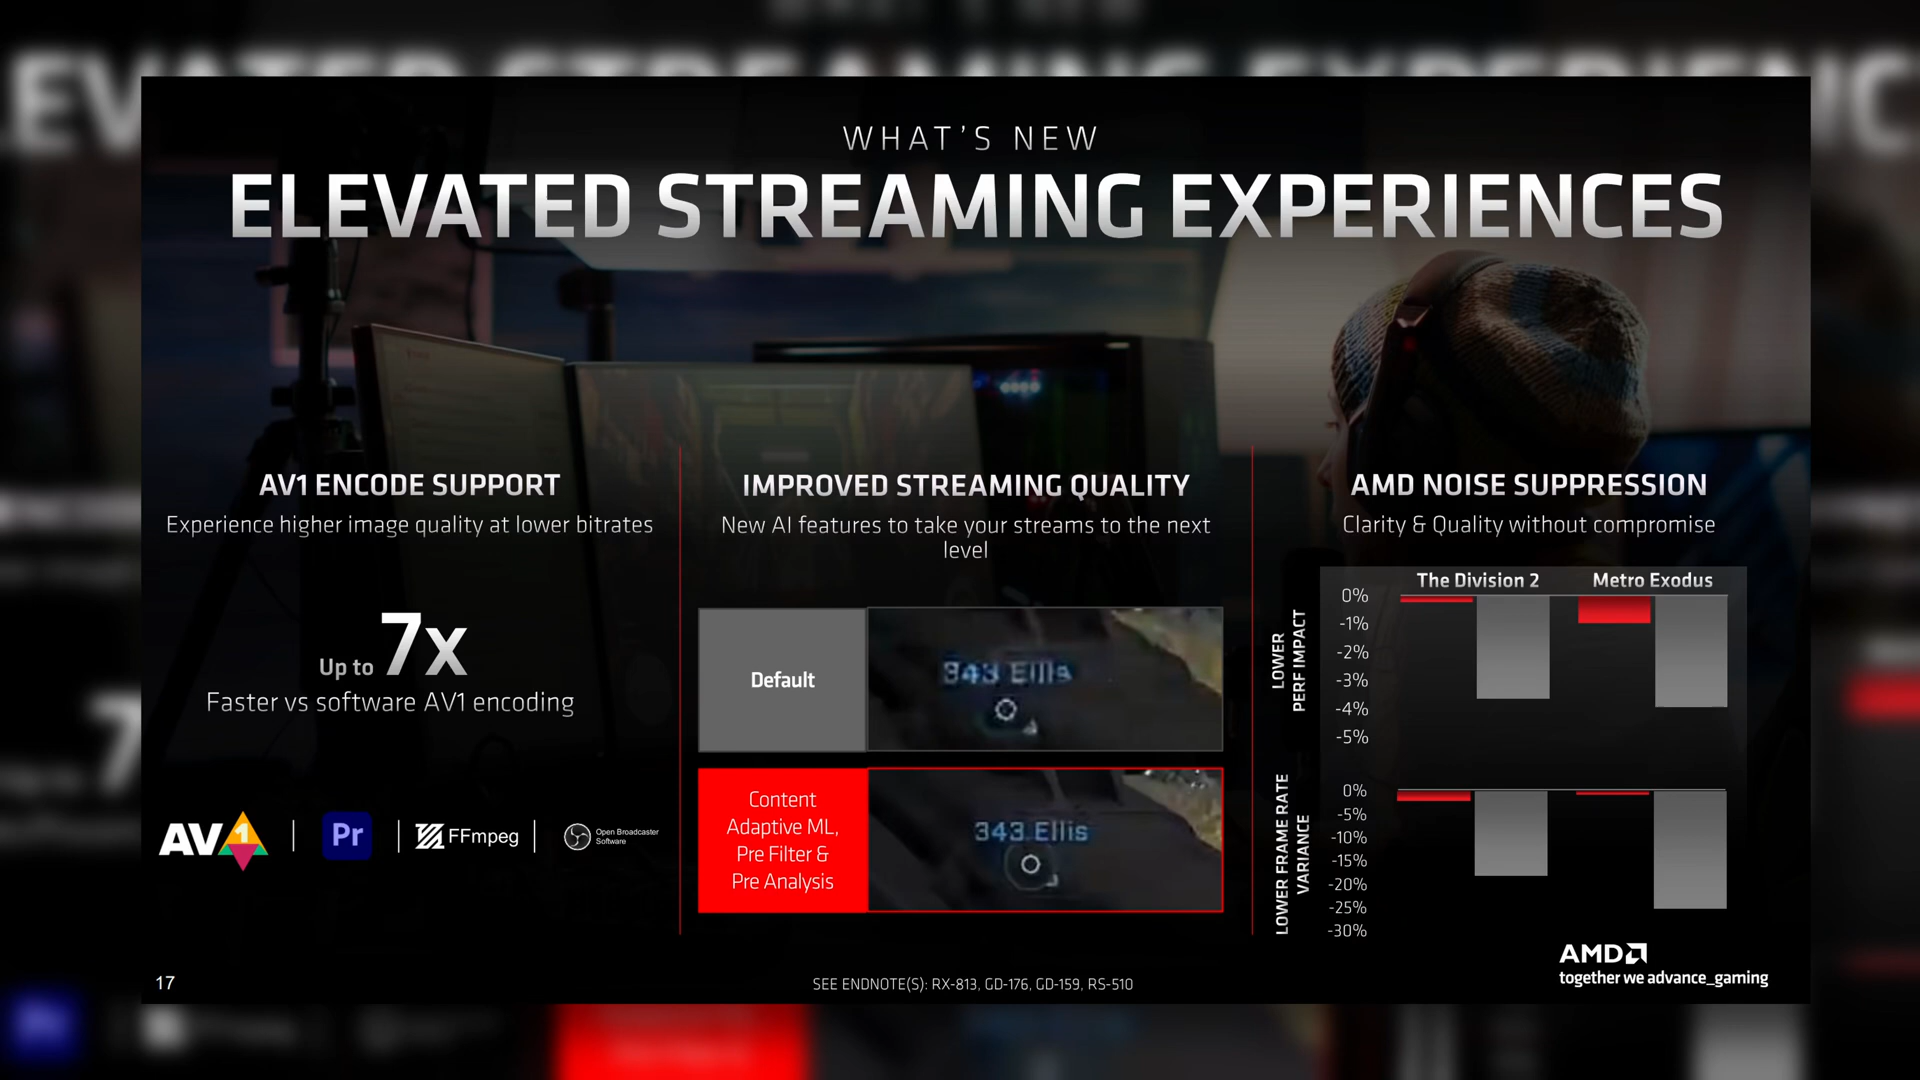 WHAT'S NEW
ELEVATED STREAMING EXPERIENCES
AV1 ENCODE SUPPORT
Experience higher image quality at lower bitrates
Up to 7x
Faster vs software AV1 encoding
AV1
Pr
FFmpeg
Open Broadcaster
Software
IMPROVED STREAMING QUALITY
New AI features to take your streams to the next
level
Default
343 Ellis
Content
Adaptive ML,
Pre Filter &
Pre Analysis
343 Ellis
AMD NOISE SUPPRESSION
Clarity & Quality without compromise
The Division 2
Metro Exodus
LOWER
PERF IMPACT
0%
-1%
-2%
-3%
-4%
-5%
LOWER FRAME RATE
VARIANCE
0%
-5%
-10%
-15%
-20%
-25%
-30%
17
SEE ENDNOTE(S): RX-813, GD-176, GD-159, RS-510
AMD
together we advance_gaming